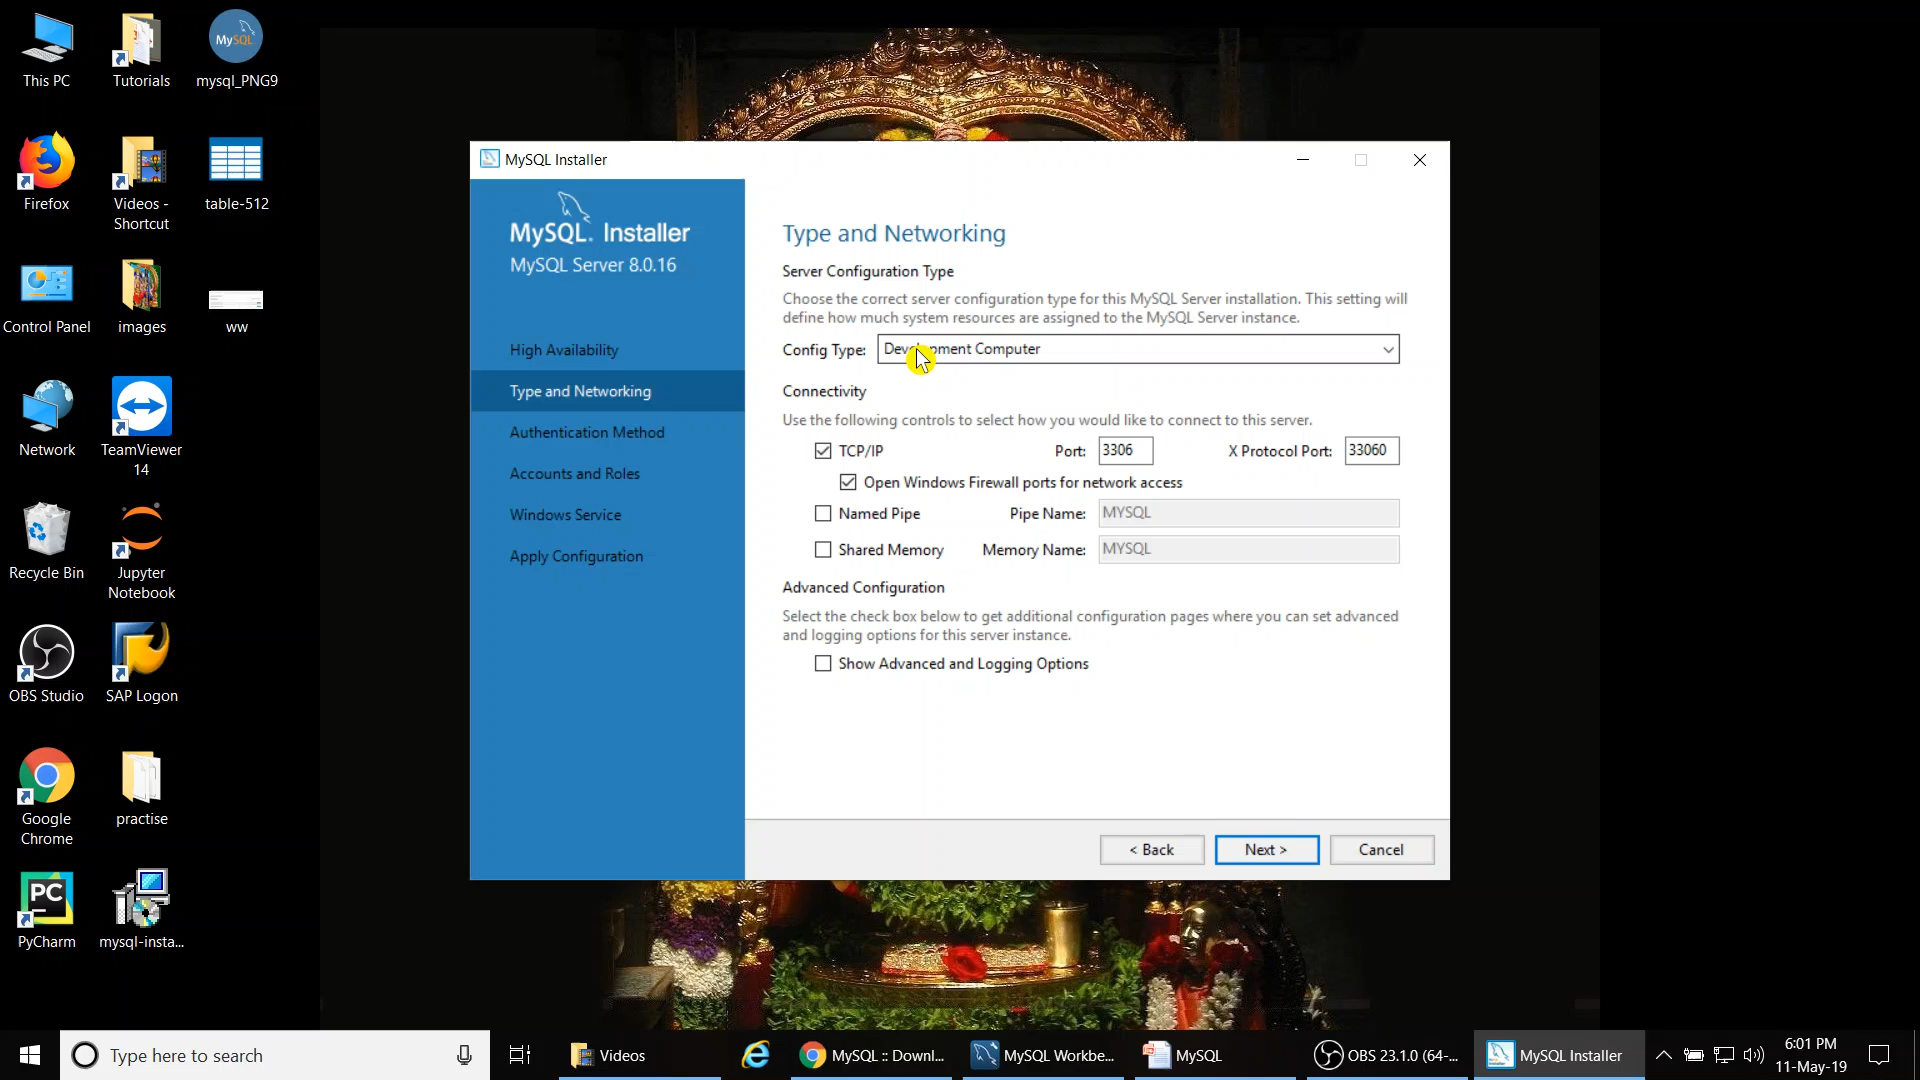 This PC
Tutorials
MySQL
mysql_PNG9
Firefox
Videos -
Shortcut
table-512
Control Panel
images
ww
Network
TeamViewer
14
Recycle Bin
Jupyter
Notebook
OBS Studio
SAP Logon
Google
Chrome
practise
PC
PyCharm
mysql-insta...
MySQL Installer
MySQL. Installer
MySQL Server 8.0.16
High Availability
Type and Networking
Authentication Method
Accounts and Roles
Windows Service
Apply Configuration
Type and Networking
Server Configuration Type
Choose the correct server configuration type for this MySQL Server installation. This setting will
define how much system resources are assigned to the MySQL Server instance.
Config Type: Development Computer
Connectivity
Use the following controls to select how you would like to connect to this server.
TCP/IP Port: 3306 X Protocol Port: 33060
Open Windows Firewall ports for network access
Named Pipe Pipe Name: MYSQL
Shared Memory Memory Name: MYSQL
Advanced Configuration
Select the check box below to get additional configuration pages where you can set advanced
and logging options for this server instance.
Show Advanced and Logging Options
< Back Next > Cancel
Type here to search
Videos
MySQL :: Downl...
MySQL Workbe...
MySQL
OBS 23.1.0 (64-...
MySQL Installer
6:01 PM
11-May-19